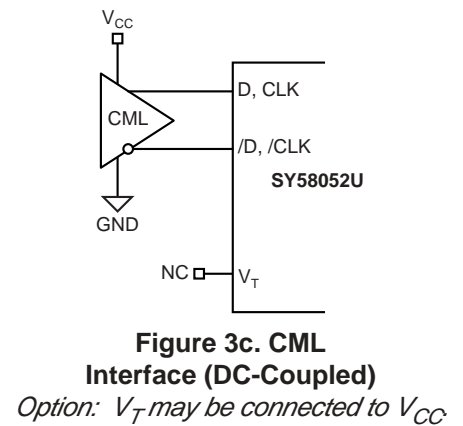 VCC
D, CLK
CML
/D, /CLK
SY58052U
GND
NC
VT
Figure 3c. CML
Interface (DC-Coupled)
Option: VT may be connected to VCC.